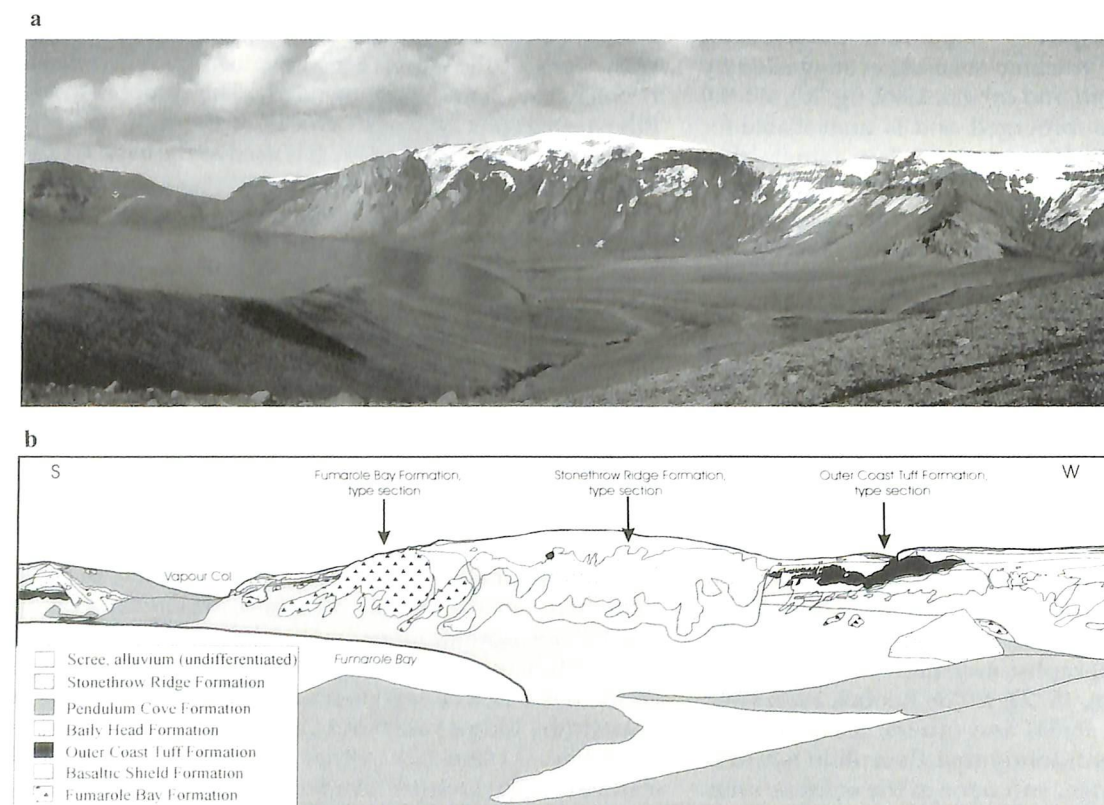 a
b
S
Fumarole Bay Formation,
type section
Stonethrow Ridge Formation,
type section
Outer Coast Tuff Formation,
type section
W
Vapour Col
Fumarole Bay
Scree, alluvium (undifferentiated)
Stonethrow Ridge Formation
Pendulum Cove Formation
Baily Head Formation
Outer Coast Tuff Formation
Basaltic Shield Formation
Fumarole Bay Formation